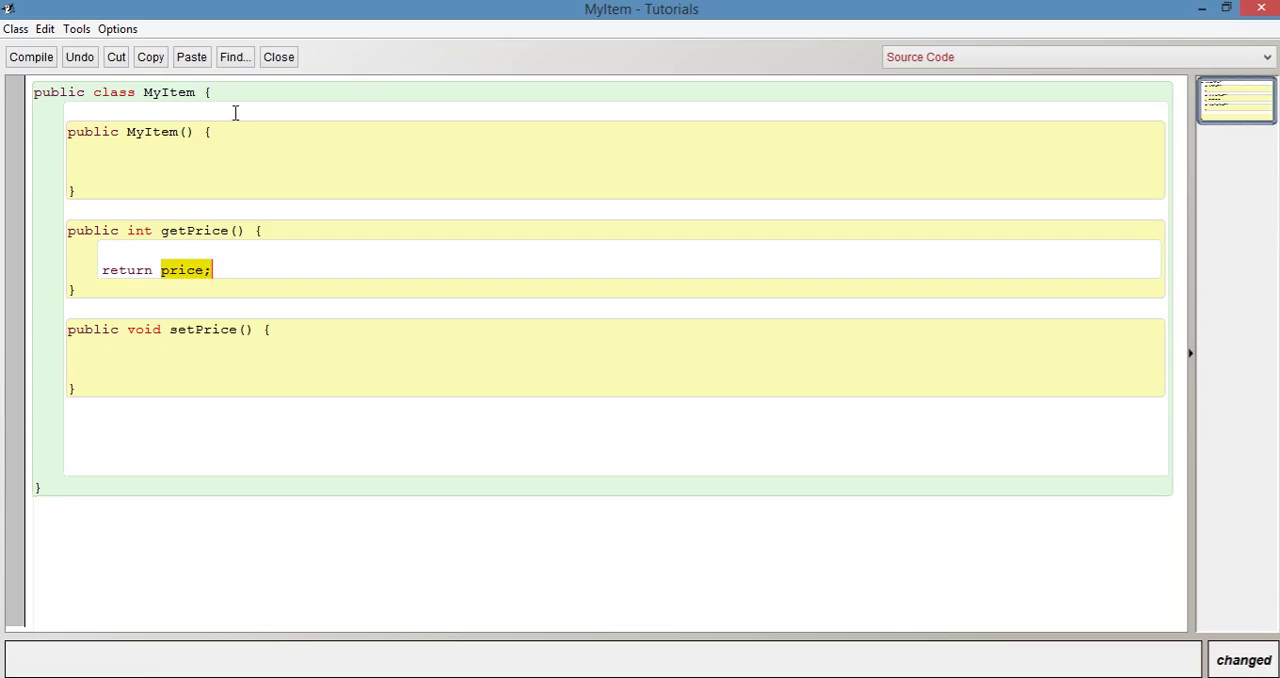 MyItem - Tutorials
Class Edit Tools Options
Compile Undo Cut Copy Paste Find... Close Source Code
public class MyItem {
public MyItem() {
}
public int getPrice() {
return price;
}
public void setPrice() {
}
}
changed